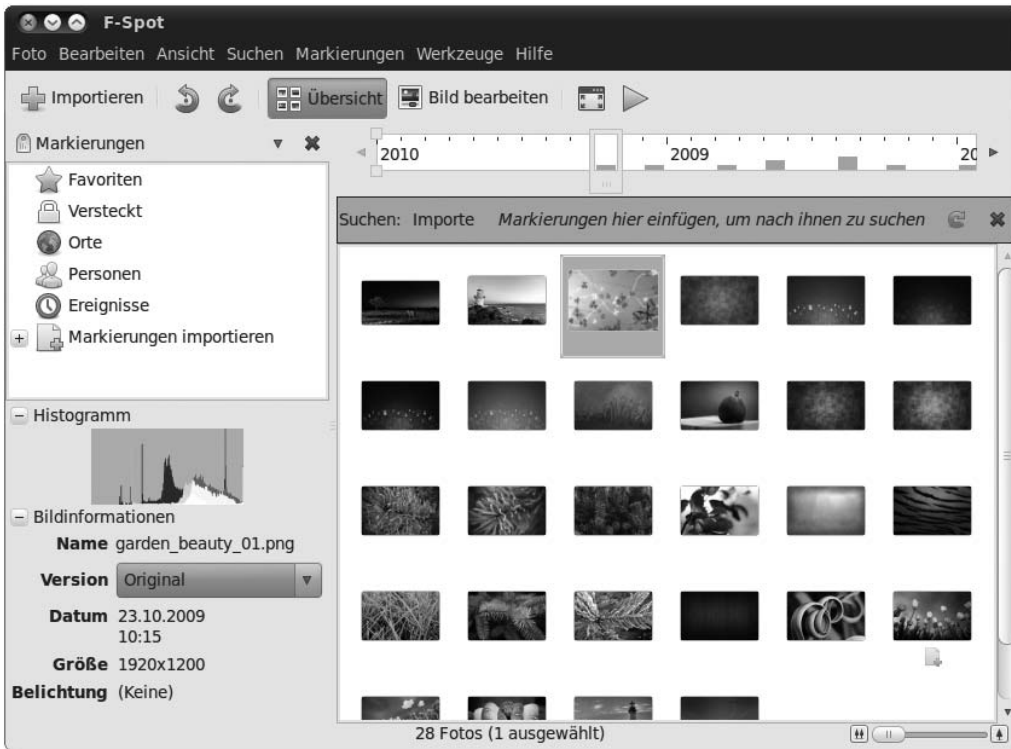 F-Spot
Foto Bearbeiten Ansicht Suchen Markierungen Werkzeuge Hilfe
Importieren Übersicht Bild bearbeiten
Markierungen
2010 2009 20
Favoriten
Versteckt
Orte
Personen
Ereignisse
Markierungen importieren
Suchen: Importe Markierungen hier einfügen, um nach ihnen zu suchen
Histogramm
Bildinformationen
Name garden_beauty_01.png
Version Original
Datum 23.10.2009
10:15
Größe 1920x1200
Belichtung (Keine)
28 Fotos (1 ausgewählt)